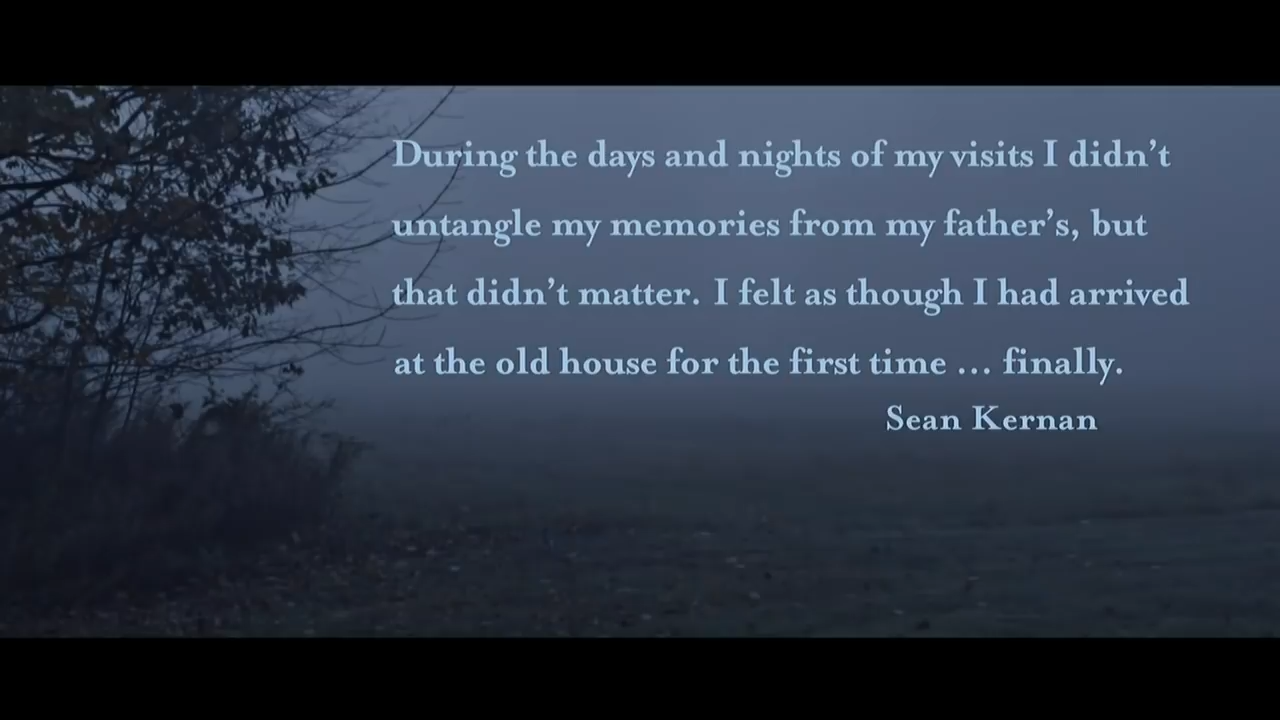 During the days and nights of my visits I didn’t
untangle my memories from my father’s, but
that didn’t matter. I felt as though I had arrived
at the old house for the first time … finally.
Sean Kernan